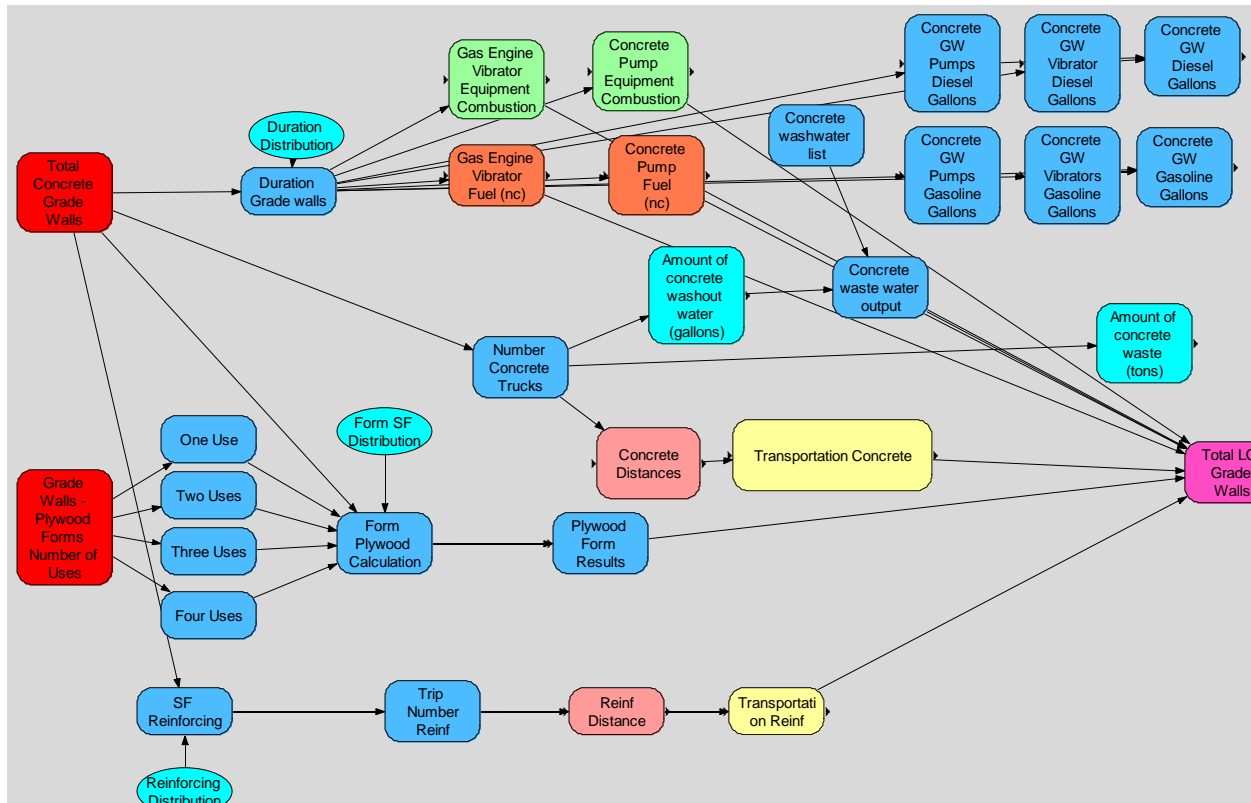 Gas Engine
Vibrator
Equipment
Combustion
Concrete
Pump
Equipment
Combustion
Concrete
GW
Pumps
Diesel
Gallons
Concrete
GW
Vibrator
Diesel
Gallons
Concrete
GW
Diesel
Gallons
Duration
Distribution
Concrete
washwater
list
Total
Concrete
Grade
Walls
Duration
Grade walls
Gas Engine
Vibrator
Fuel (nc)
Concrete
Pump
Fuel
(nc)
Concrete
GW
Pumps
Gasoline
Gallons
Concrete
GW
Vibrators
Gasoline
Gallons
Concrete
GW
Gasoline
Gallons
Amount of
concrete
washout
water
(gallons)
Concrete
waste water
output
Amount of
concrete
waste
(tons)
Number
Concrete
Trucks
Form SF
Distribution
One Use
Concrete
Distances
Transportation Concrete
Total LC
Grade
Walls
Grade
Walls -
Plywood
Forms
Number of
Uses
Two Uses
Three Uses
Four Uses
Form
Plywood
Calculation
Plywood
Form
Results
SF
Reinforcing
Trip
Number
Reinf
Reinf
Distance
Transportati
on Reinf
Reinforcing
Distribution